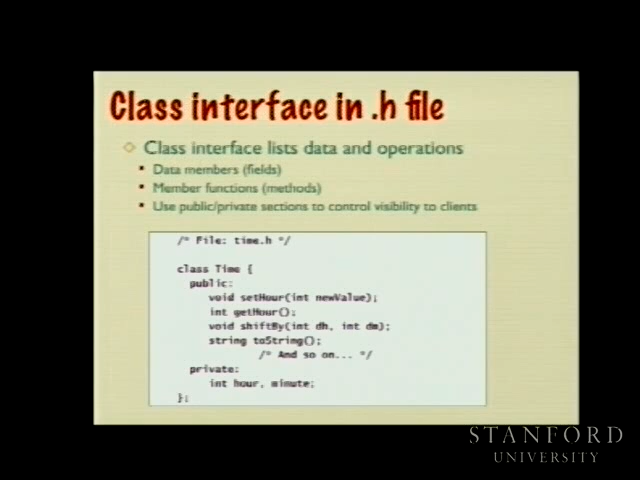 Class interface in .h file
Class interface lists data and operations
Data members (fields)
Member functions (methods)
Use public/private sections to control visibility to clients
/* File: time.h */
class Time {
public:
void setHour(int newValue);
int getHour();
void shiftBy(int dh, int dm);
string toString();
/* And so on... */
private:
int hour, minute;
};
STANFORD
UNIVERSITY